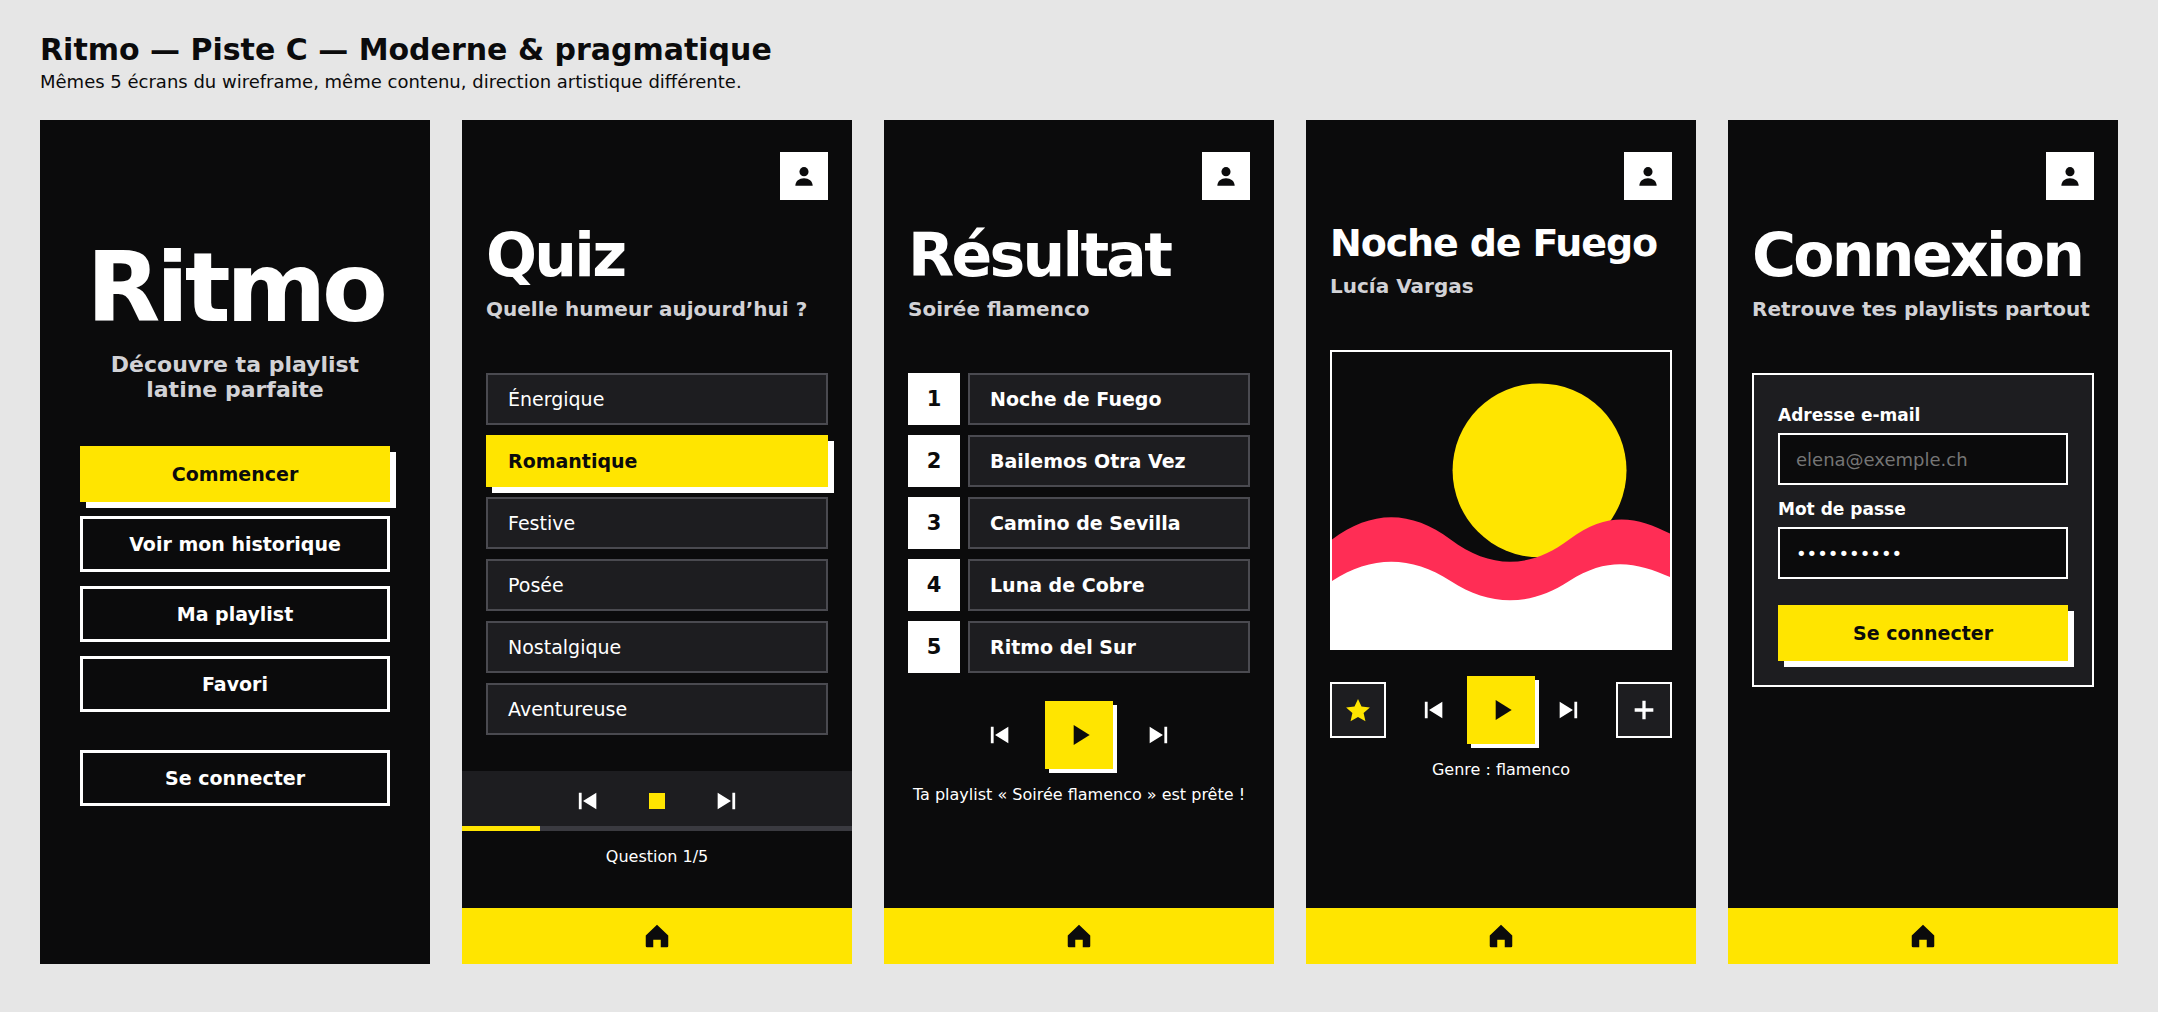 Ritmo — Piste C — Moderne & pragmatique
Mêmes 5 écrans du wireframe, même contenu, direction artistique différente.
Ritmo
Découvre ta playlist
latine parfaite
Commencer
Voir mon historique
Ma playlist
Favori
Se connecter
Quiz
Quelle humeur aujourd’hui ?
Énergique
Romantique
Festive
Posée
Nostalgique
Aventureuse
Question 1/5
Résultat
Soirée flamenco
1 Noche de Fuego
2 Bailemos Otra Vez
3 Camino de Sevilla
4 Luna de Cobre
5 Ritmo del Sur
Ta playlist « Soirée flamenco » est prête !
Noche de Fuego
Lucía Vargas
Genre : flamenco
Connexion
Retrouve tes playlists partout
Adresse e-mail
elena@exemple.ch
Mot de passe
••••••••••
Se connecter